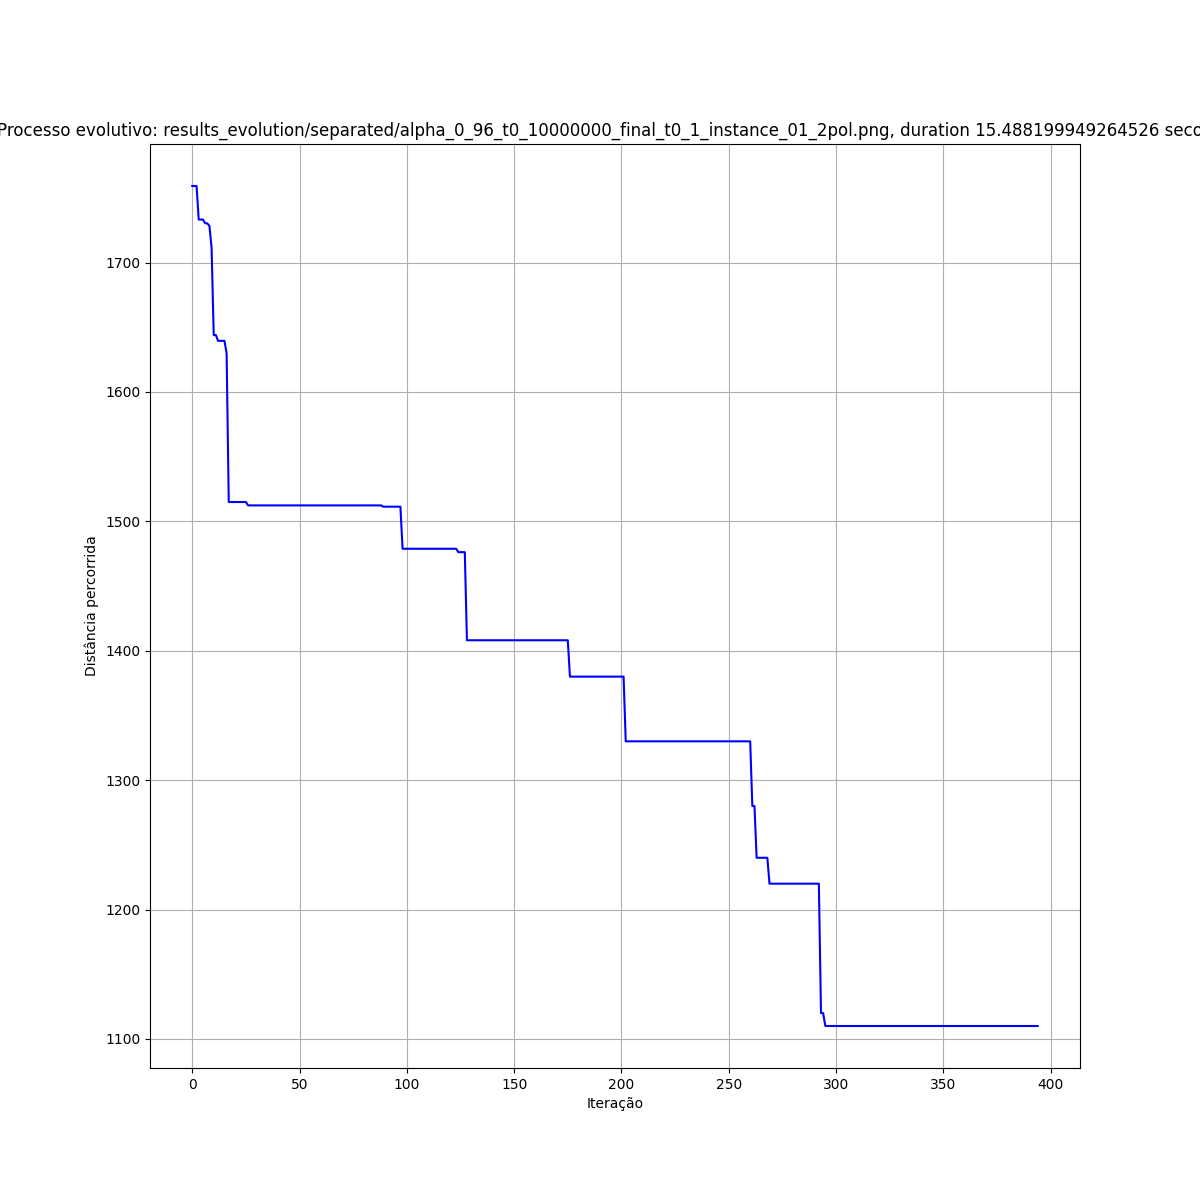 Processo evolutivo: results_evolution/separated/alpha_0_96_t0_10000000_final_t0_1_instance_01_2pol.png, duration 15.488199949264526 seco
1700
1600
1500
1400
1300
1200
1100
Distância percorrida
0 50 100 150 200 250 300 350 400
Iteração